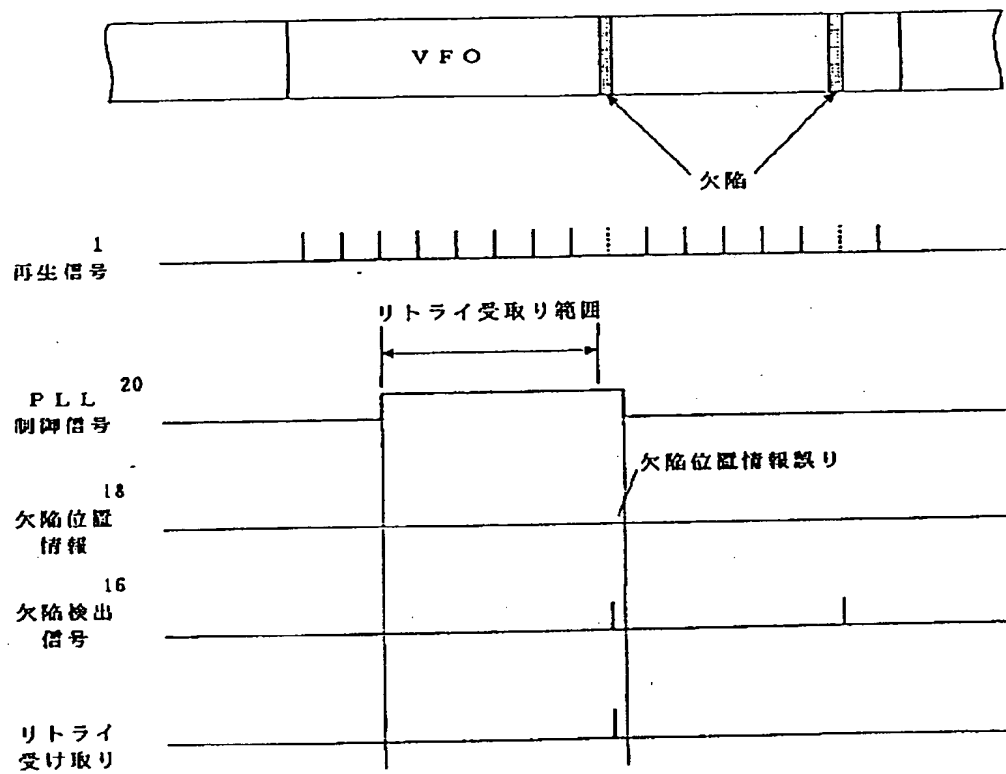 VFO
欠陥
1
再生信号
リトライ受取り範囲
20
PLL
制御信号
欠陥位置情報誤り
18
欠陥位置
情報
16
欠陥検出
信号
リトライ
受け取り